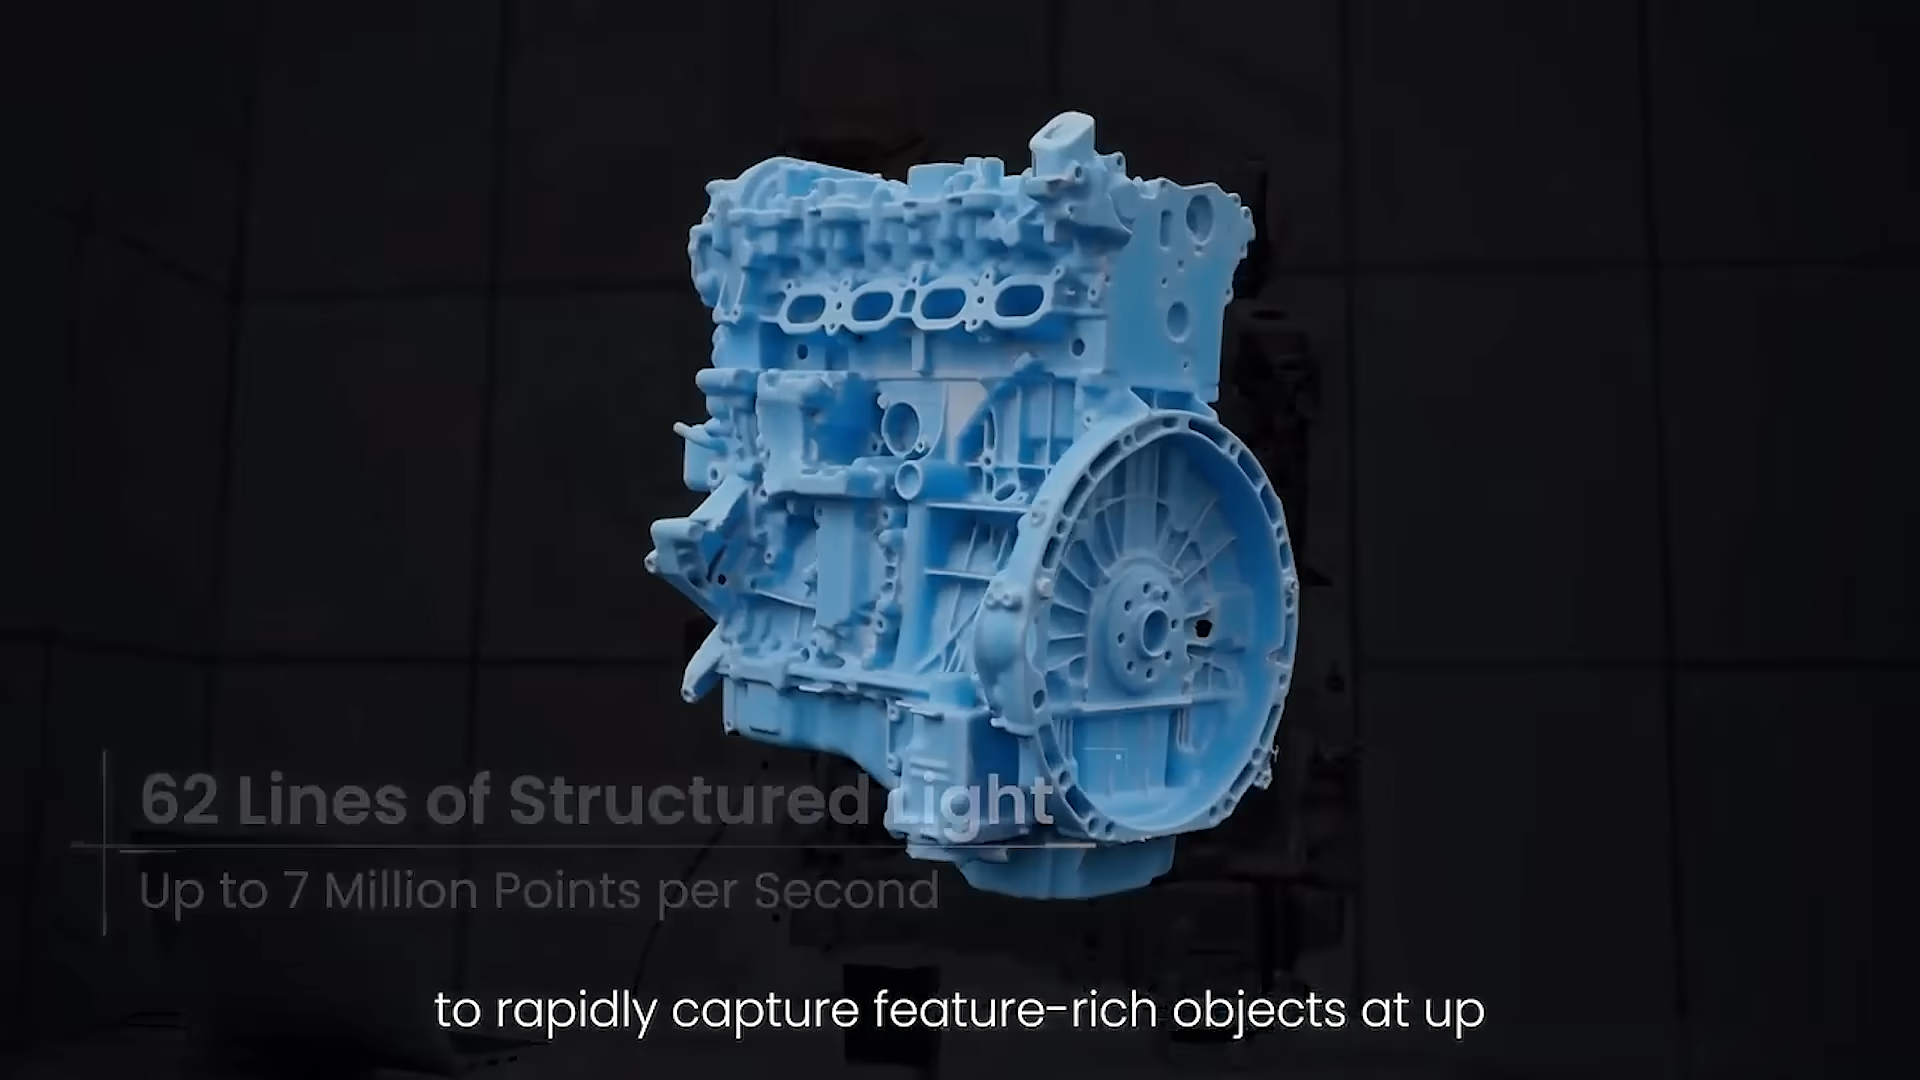 62 Lines of Structured Light
Up to 7 Million Points per Second
to rapidly capture feature-rich objects at up